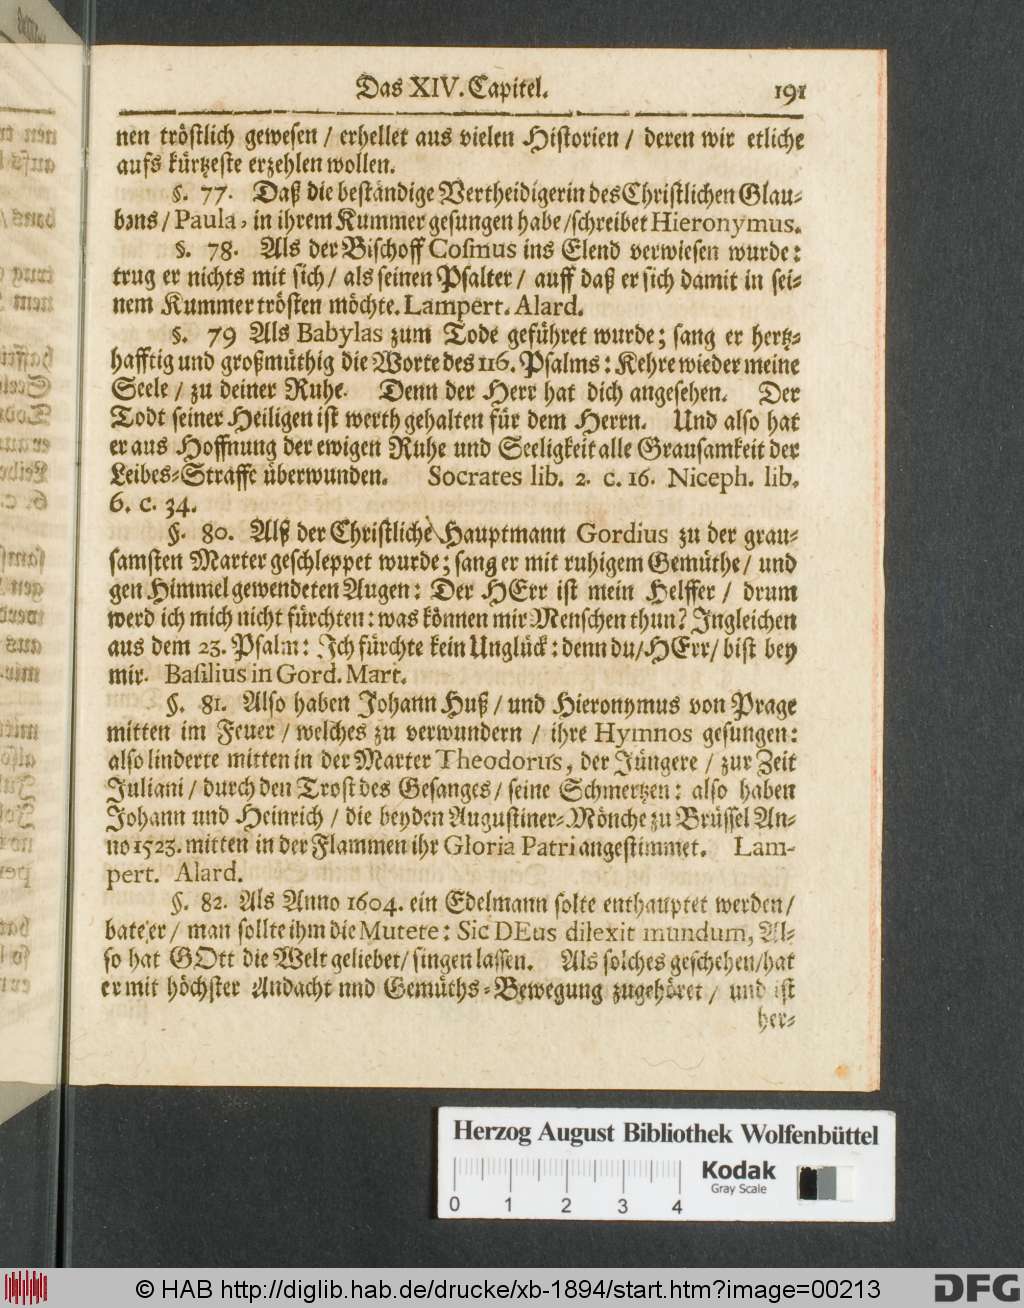 Das XIV. Capitel. 191
nen tröstlich gewesen / erhellet aus vielen Historien / deren wir etliche
aufs kürtzeste erzehlen wollen.
§. 77. Daß die beständige Vertheidigerin des Christlichen Glau-
bens / Paula, in ihrem Kummer gesungen habe / schreibet Hieronymus.
§. 78. Als der Bischoff Cosmus ins Elend verwiesen wurde:
trug er nichts mit sich / als seinen Psalter / auff daß er sich damit in sei-
nem Kummer trösten möchte. Lampert. Alard.
§. 79 Als Babylas zum Tode geführet wurde; sang er hertz-
hafftig und großmüthig die Worte des 116. Psalms: Kehre wieder meine
Seele / zu deiner Ruhe. Denn der Herr hat dich angesehen. Der
Todt seiner Heiligen ist werth gehalten für dem Herrn. Und also hat
er aus Hoffnung der ewigen Ruhe und Seeligkeit alle Grausamkeit der
Leibes-Straffe überwunden. Socrates lib. 2. c. 16. Niceph. lib.
6. c. 34.
§. 80. Alß der Christliche Hauptmann Gordius zu der grau-
samsten Marter geschleppet wurde; sang er mit ruhigem Gemüthe / und
gen Himmel gewendeten Augen: Der HErr ist mein Helffer / drum
werd ich mich nicht fürchten: was können mir Menschen thun? Ingleichen
aus dem 23. Psalm: Ich fürchte kein Unglück: denn du / HErr / bist bey
mir. Basilius in Gord. Mart.
§. 81. Also haben Johann Huß / und Hieronymus von Prage
mitten im Feuer / welches zu verwundern / ihre Hymnos gesungen:
also linderte mitten in der Marter Theodorus, der Jüngere / zur Zeit
Juliani / durch den Trost des Gesanges / seine Schmertzen: also haben
Johann und Heinrich / die beyden Augustiner-Mönche zu Brüssel An-
no 1523. mitten in der Flammen ihr Gloria Patri angestimmet. Lam-
pert. Alard.
§. 82. Als Anno 1604. ein Edelmann solte enthauptet werden /
bate er / man sollte ihm die Mutete: Sic DEus dilexit mundum, Al-
so hat GOtt die Welt geliebet / singen lassen. Als solches geschehen / hat
er mit höchster Andacht und Gemüths-Bewegung zugehöret / und ist
her-
Herzog August Bibliothek Wolfenbüttel
Kodak
Gray Scale
0 1 2 3 4
© HAB http://diglib.hab.de/drucke/xb-1894/start.htm?image=00213
DFG